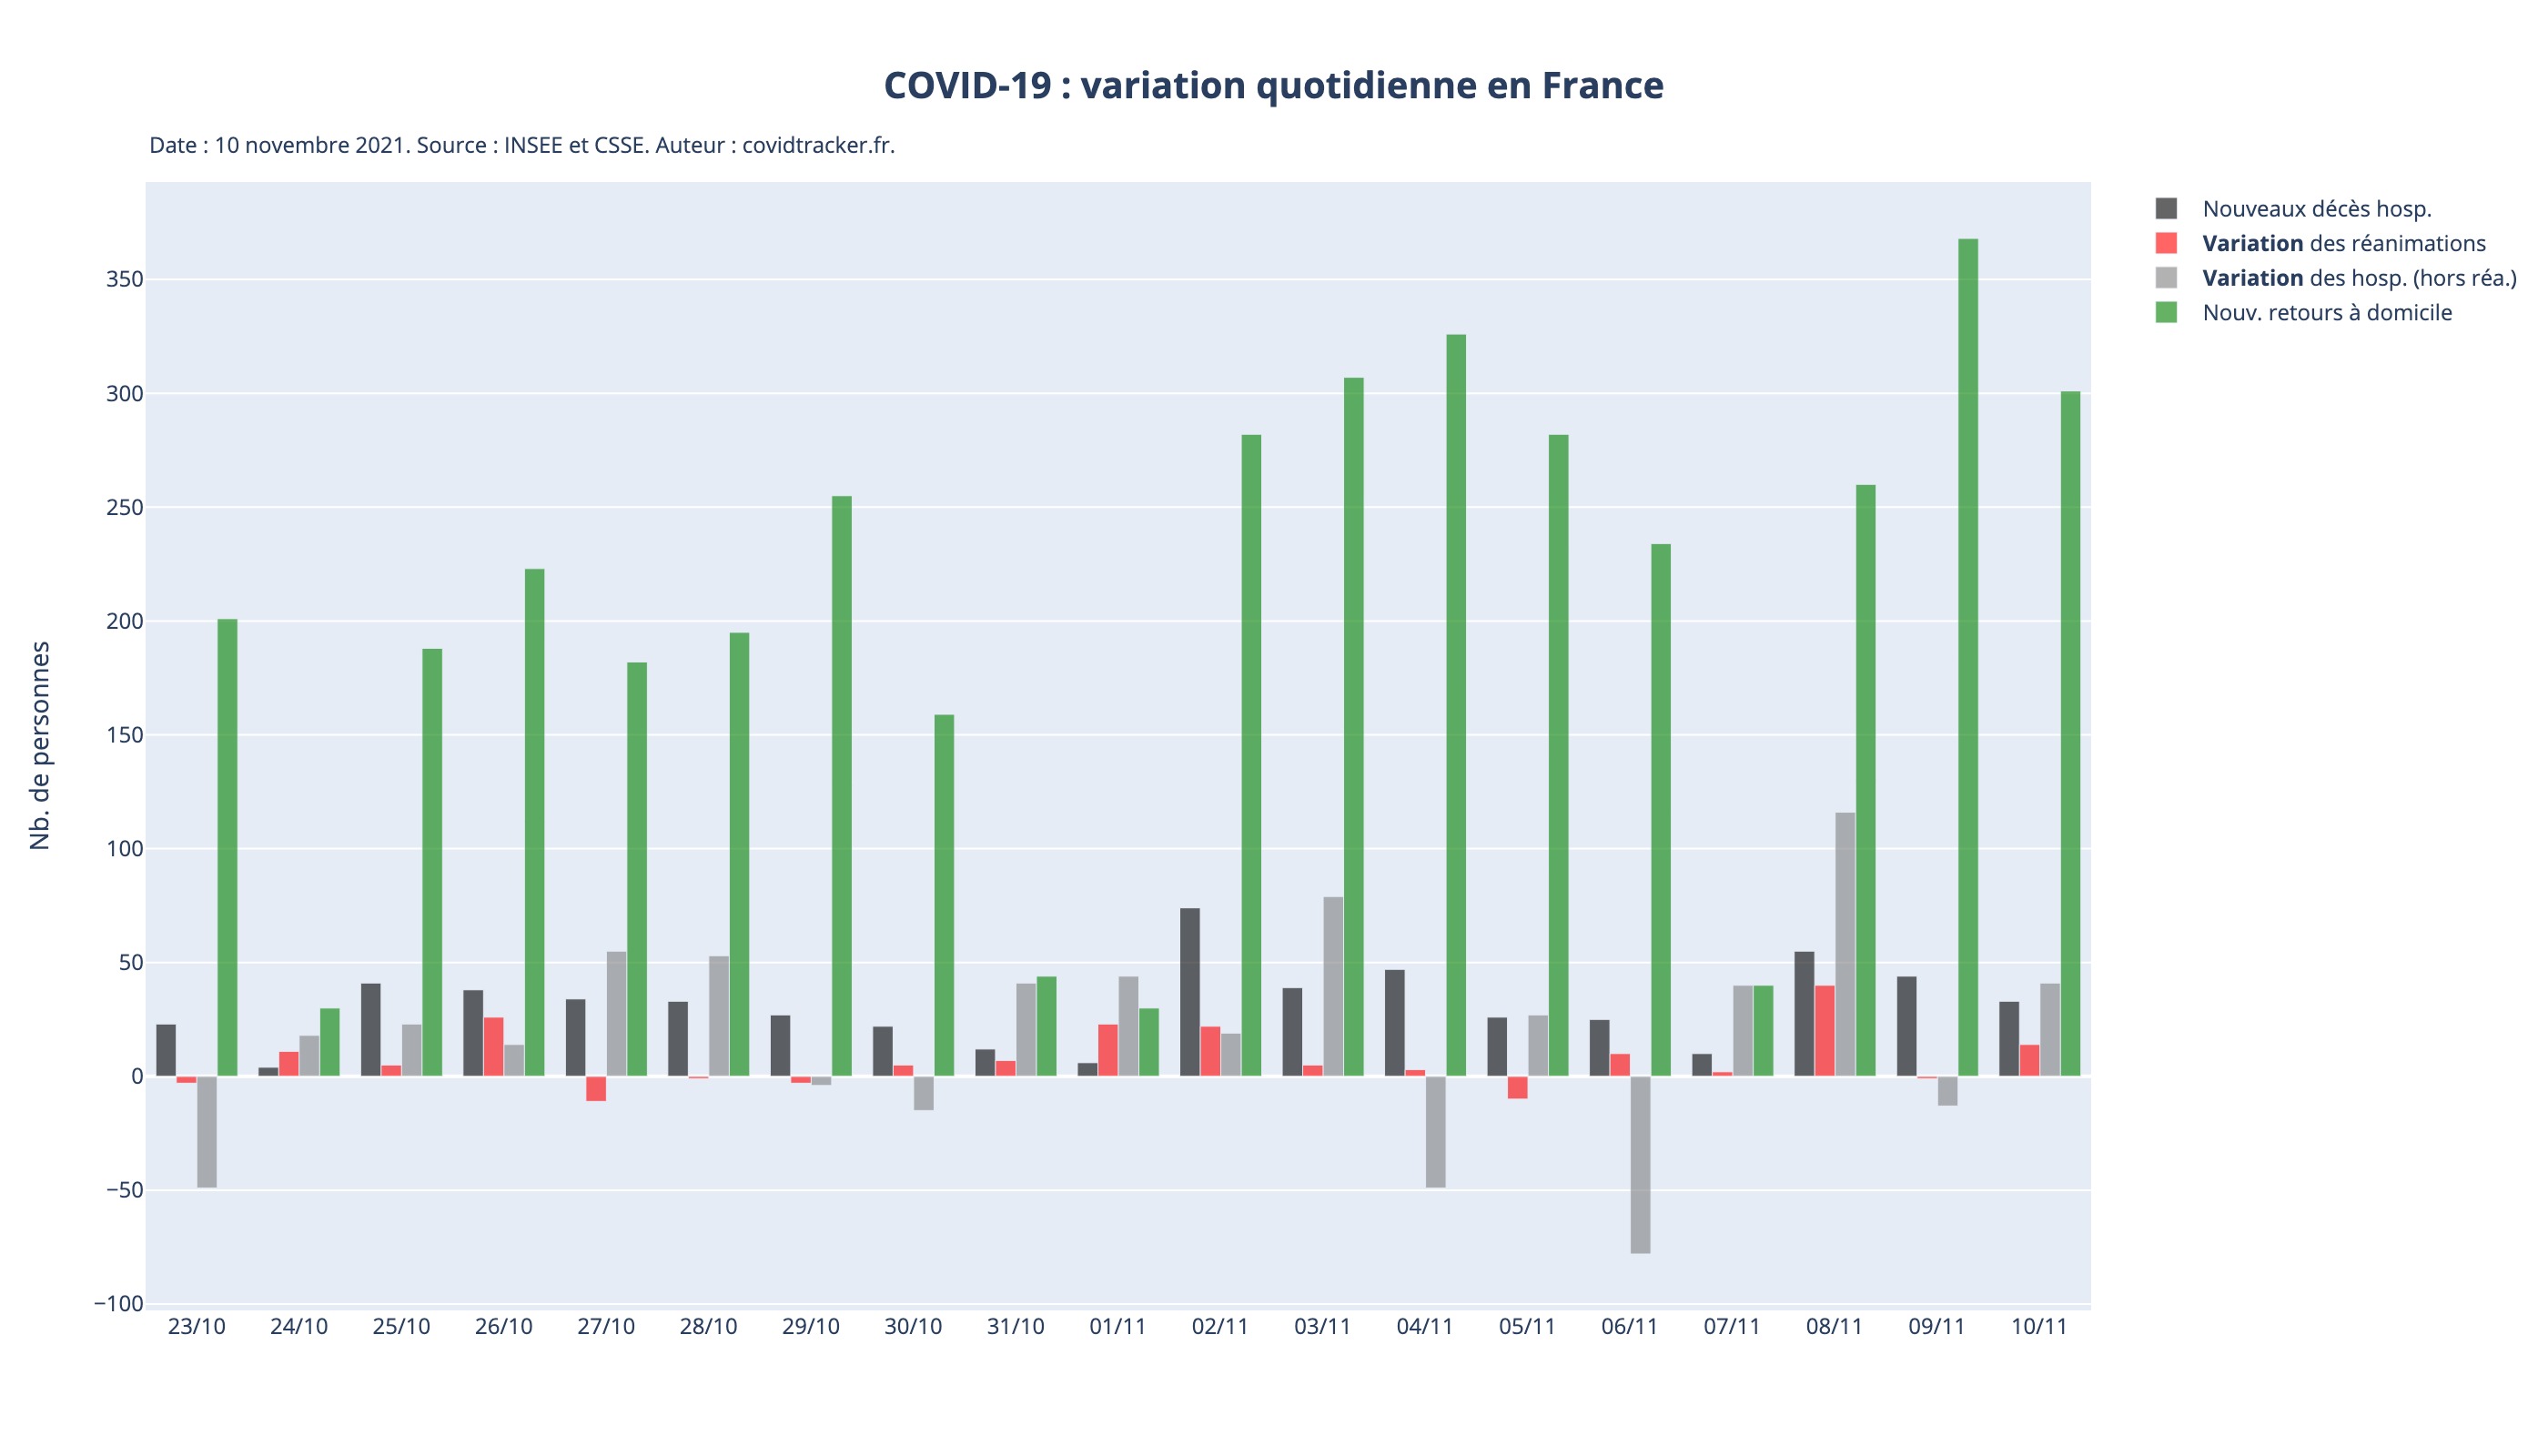 COVID-19 : variation quotidienne en France
Date : 10 novembre 2021. Source : INSEE et CSSE. Auteur : covidtracker.fr.
Nouveaux décès hosp.
Variation des réanimations
Variation des hosp. (hors réa.)
Nouv. retours à domicile
Nb. de personnes
350
300
250
200
150
100
50
0
−50
−100
23/10 24/10 25/10 26/10 27/10 28/10 29/10 30/10 31/10 01/11 02/11 03/11 04/11 05/11 06/11 07/11 08/11 09/11 10/11